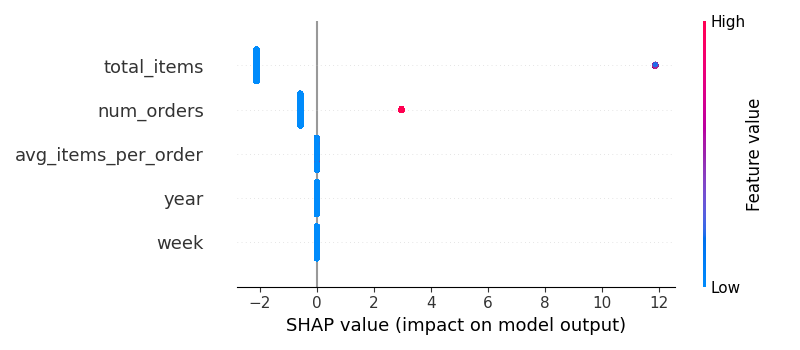 High
total_items
num_orders
avg_items_per_order
year
week
Feature value
Low
−2 0 2 4 6 8 10 12
SHAP value (impact on model output)